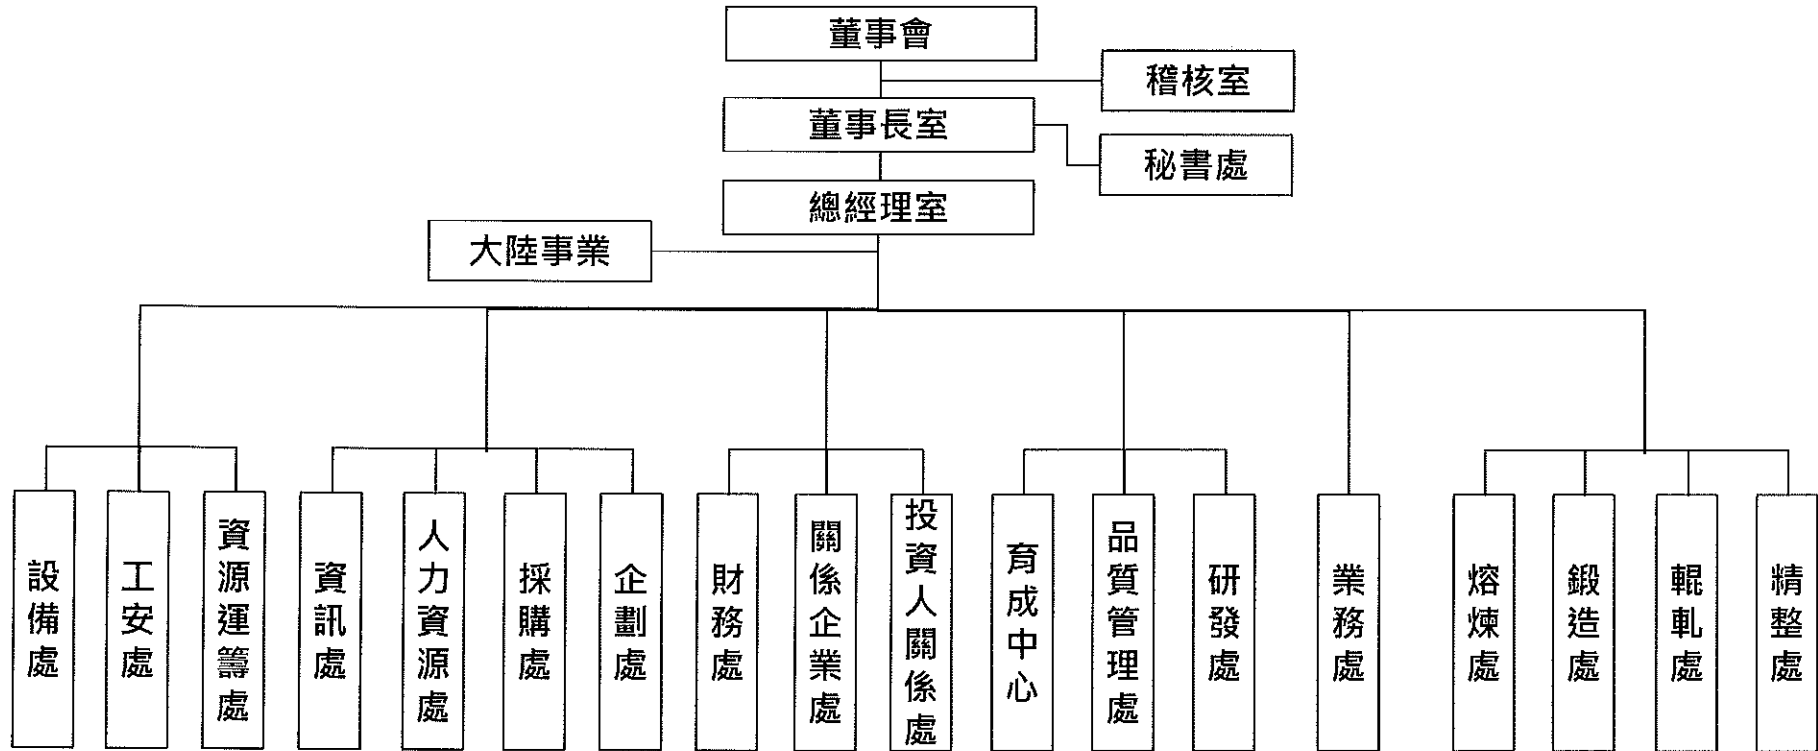 董事會
稽核室
董事長室
秘書處
總經理室
大陸事業
設備處
工安處
資源運籌處
資訊處
人力資源處
採購處
企劃處
財務處
關係企業處
投資人關係處
育成中心
品質管理處
研發處
業務處
熔煉處
鍛造處
輥軋處
精整處